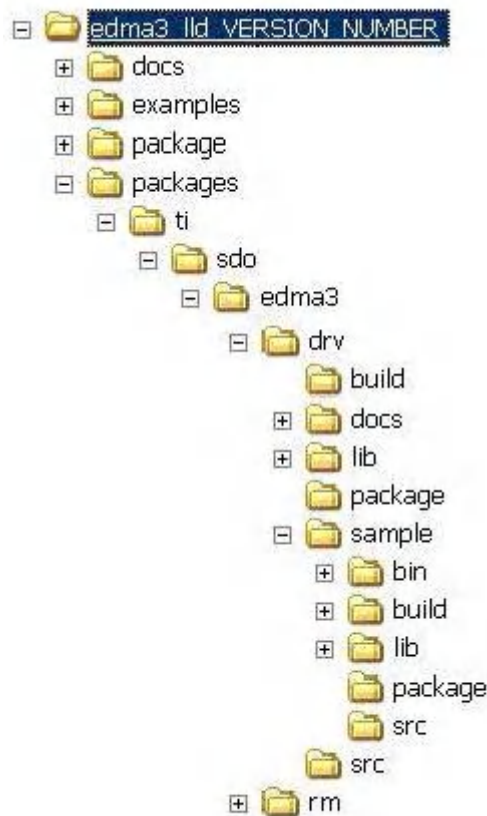 edma3_lld_VERSION_NUMBER
docs
examples
package
packages
ti
sdo
edma3
drv
build
docs
lib
package
sample
bin
build
lib
package
src
src
rm